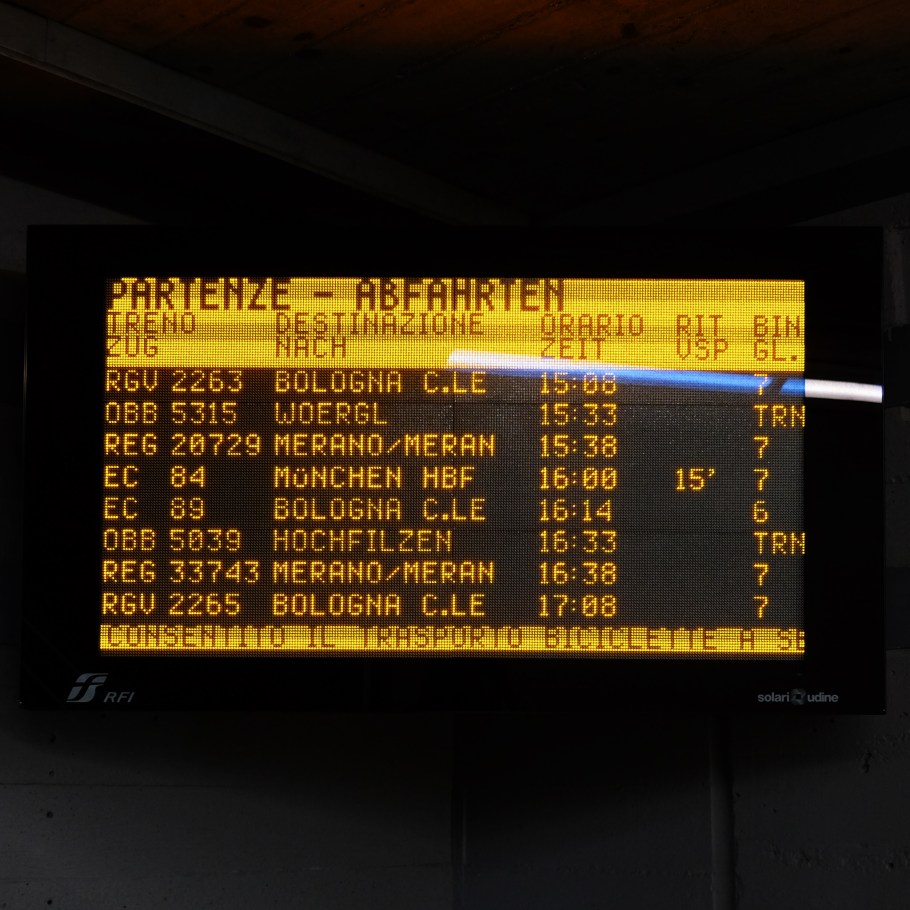 PARTENZE - ABFAHRTEN
TRENO DESTINAZIONE ORARIO RIT BIN
ZUG NACH ZEIT VSP GL.
RGV 2263 BOLOGNA C.LE 15:08 7
OBB 5315 WOERGL 15:33 TRN
REG 20729 MERANO/MERAN 15:38 7
EC 84 MöNCHEN HBF 16:00 15' 7
EC 89 BOLOGNA C.LE 16:14 6
OBB 5039 HOCHFILZEN 16:33 TRN
REG 33743 MERANO/MERAN 16:38 7
RGV 2265 BOLOGNA C.LE 17:08 7
CONSENTITO IL TRASPORTO BICICLETTE A SE
RFI solari udine